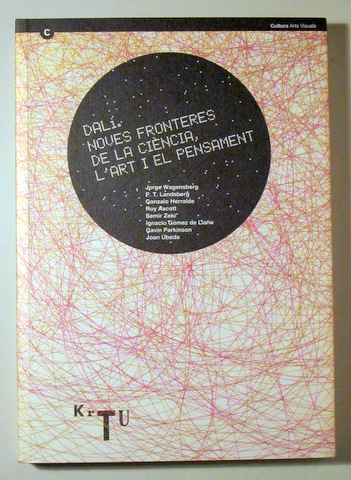 C
Cultura Arts Visuals
DALÍ.
NOVES FRONTERES
DE LA CIÈNCIA,
L'ART I EL PENSAMENT
Jorge Wagensberg
P. T. Landsberg
Gonzalo Herralde
Roy Ascott
Semir Zeki
Ignacio Gómez de Liaño
Gavin Parkinson
Joan Úbeda
KrTU